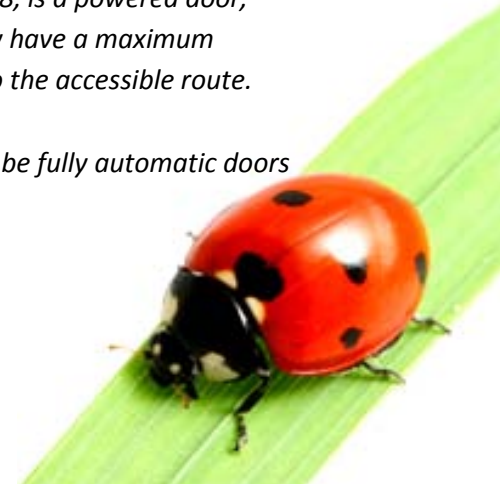 8, is a powered door,
have a maximum
the accessible route.
be fully automatic doors